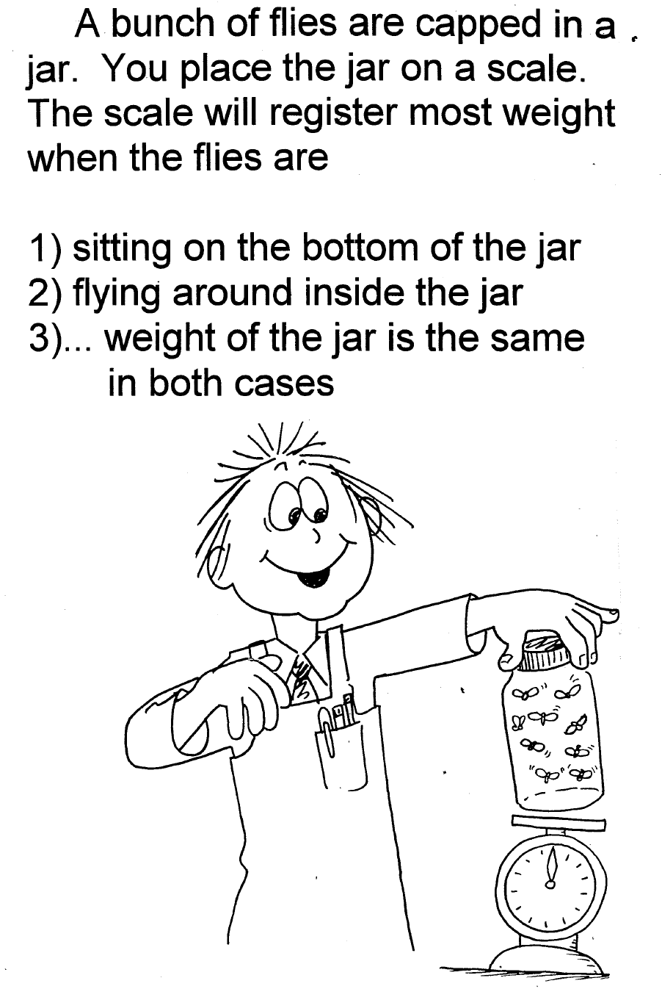 A bunch of flies are capped in a
jar. You place the jar on a scale.
The scale will register most weight
when the flies are
1) sitting on the bottom of the jar
2) flying around inside the jar
3)... weight of the jar is the same
in both cases